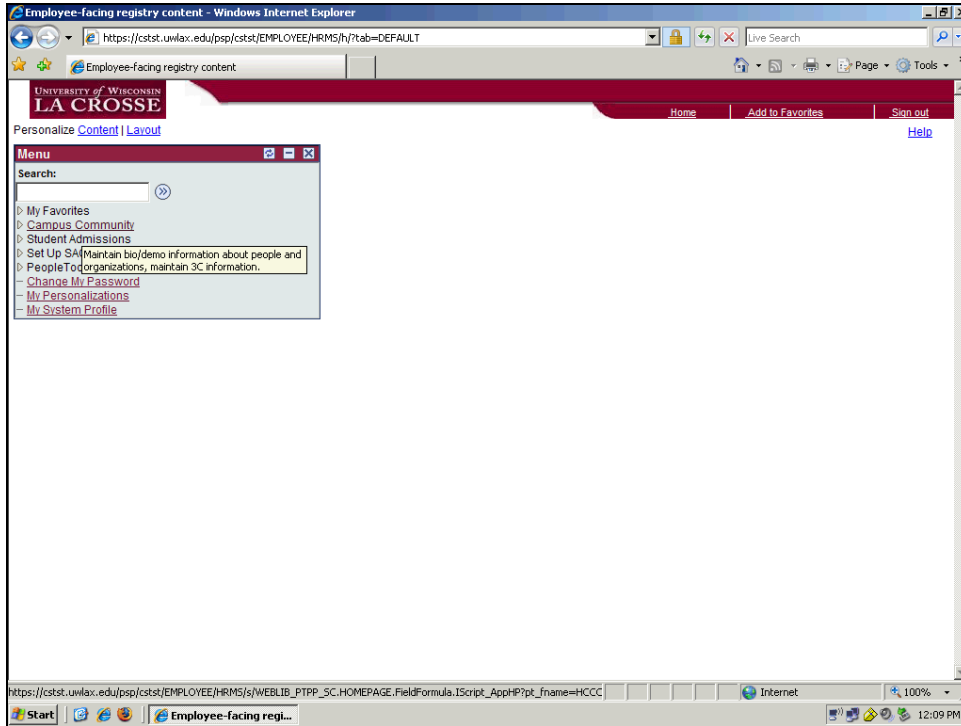 Employee-facing registry content - Windows Internet Explorer
https://cstst.uwlax.edu/psp/cstst/EMPLOYEE/HRMS/h/?tab=DEFAULT
Live Search
Employee-facing registry content
Page
Tools
UNIVERSITY of WISCONSIN
LA CROSSE
Home
Add to Favorites
Sign out
Personalize Content | Layout
Help
Menu
Search:
My Favorites
Campus Community
Student Admissions
Set Up
Maintain bio/demo information about people and
organizations, maintain 3C information.
Change My Password
My Personalizations
My System Profile
https://cstst.uwlax.edu/psp/cstst/EMPLOYEE/HRMS/s/WEBLIB_PTPP_SC.HOMEPAGE.FieldFormula.IScript_AppHP?pt_fname=HCCC
Internet
100%
Start
Employee-facing regi...
12:09 PM